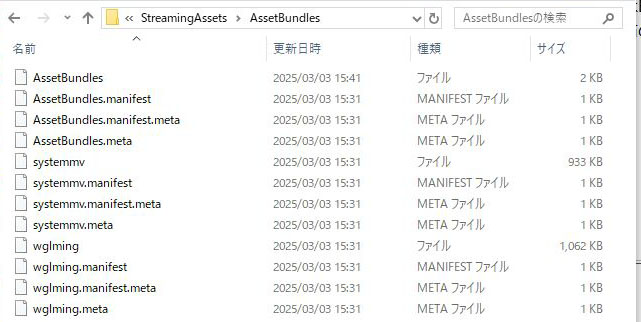 « StreamingAssets › AssetBundles AssetBundlesの検索
名前 更新日時 種類 サイズ
AssetBundles 2025/03/03 15:41 ファイル 2 KB
AssetBundles.manifest 2025/03/03 15:31 MANIFEST ファイル 1 KB
AssetBundles.manifest.meta 2025/03/03 15:31 META ファイル 1 KB
AssetBundles.meta 2025/03/03 15:31 META ファイル 1 KB
systemmv 2025/03/03 15:31 ファイル 933 KB
systemmv.manifest 2025/03/03 15:31 MANIFEST ファイル 1 KB
systemmv.manifest.meta 2025/03/03 15:31 META ファイル 1 KB
systemmv.meta 2025/03/03 15:31 META ファイル 1 KB
wglming 2025/03/03 15:31 ファイル 1,062 KB
wglming.manifest 2025/03/03 15:31 MANIFEST ファイル 1 KB
wglming.manifest.meta 2025/03/03 15:31 META ファイル 1 KB
wglming.meta 2025/03/03 15:31 META ファイル 1 KB